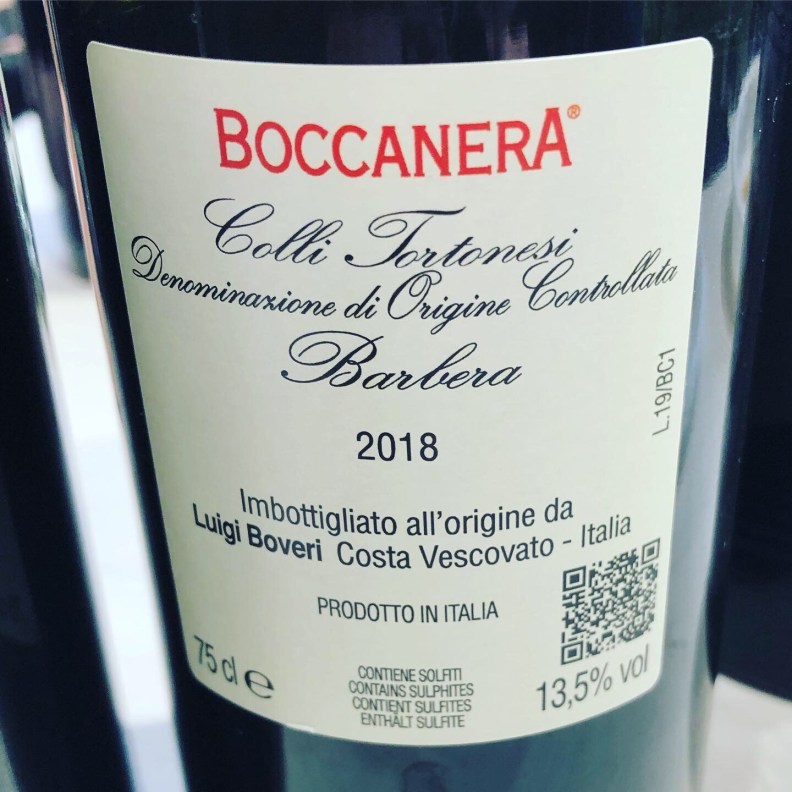 BOCCANERA®
Colli Tortonesi
Denominazione di Origine Controllata
Barbera
2018
L.19/BC1
Imbottigliato all'origine da
Luigi Boveri Costa Vescovato - Italia
PRODOTTO IN ITALIA
75 cl e
CONTIENE SOLFITI
CONTAINS SULPHITES
CONTIENT SULFITES
ENTHÄLT SULFITE
13,5% vol